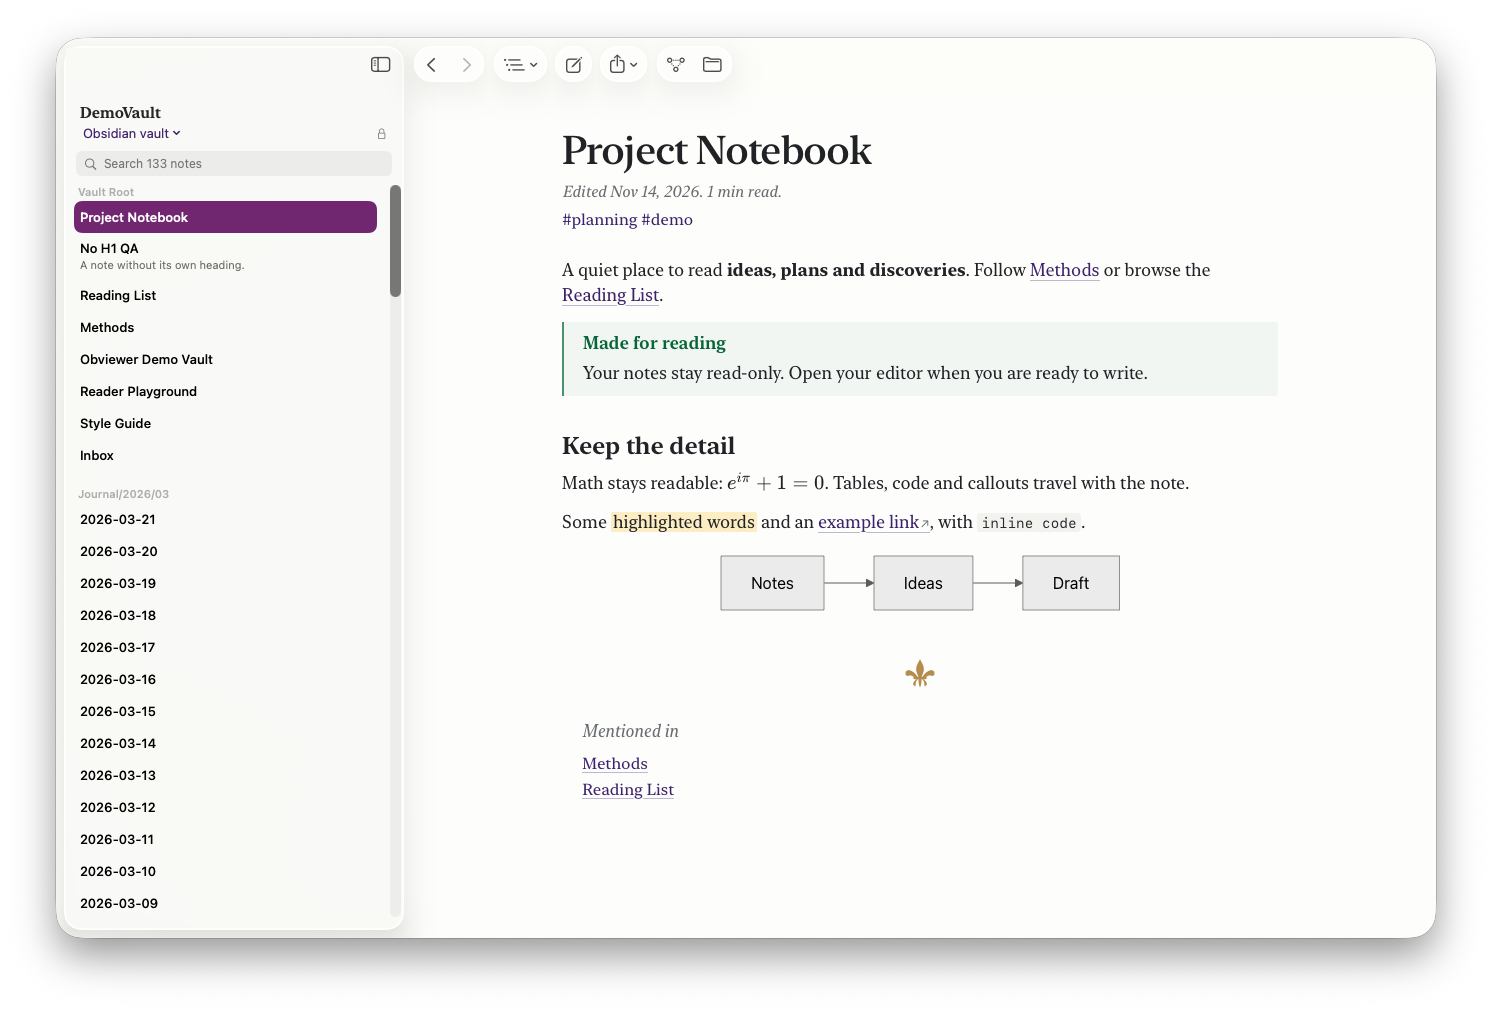 DemoVault
Obsidian vault
Search 133 notes
Vault Root
Project Notebook
No H1 QA
A note without its own heading.
Reading List
Methods
Obviewer Demo Vault
Reader Playground
Style Guide
Inbox
Journal/2026/03
2026-03-21
2026-03-20
2026-03-19
2026-03-18
2026-03-17
2026-03-16
2026-03-15
2026-03-14
2026-03-13
2026-03-12
2026-03-11
2026-03-10
2026-03-09
Project Notebook
Edited Nov 14, 2026. 1 min read.
#planning #demo
A quiet place to read ideas, plans and discoveries. Follow Methods or browse the
Reading List.
Made for reading
Your notes stay read-only. Open your editor when you are ready to write.
Keep the detail
Math stays readable: e^{iπ} + 1 = 0. Tables, code and callouts travel with the note.
Some highlighted words and an example link↗, with inline code.
Notes Ideas Draft
Mentioned in
Methods
Reading List